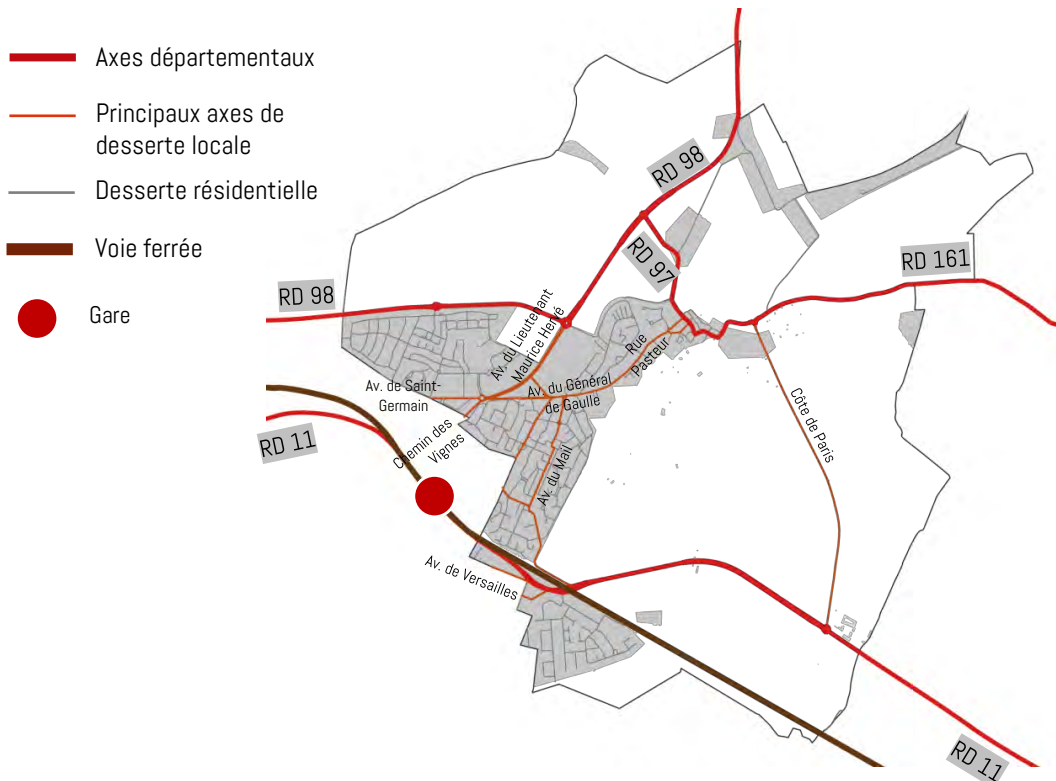 Axes départementaux
Principaux axes de
desserte locale
Desserte résidentielle
Voie ferrée
Gare
RD 98
RD 97
RD 161
RD 98
Av. du Lieutenant
Maurice Hervé
Rue
Pasteur
Av. de Saint-
Germain
Av. du Général
de Gaulle
Chemin des
Vignes
Côte de Paris
RD 11
Av. du Mail
Av. de Versailles
RD 11